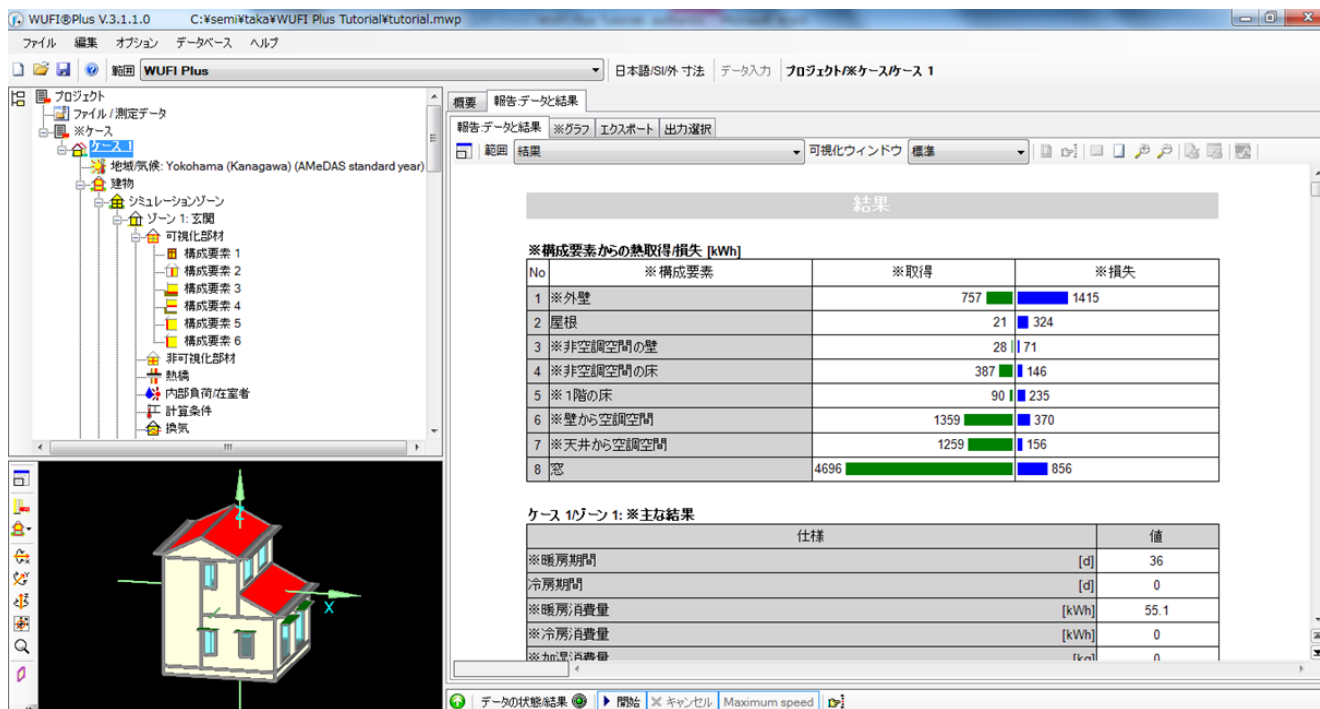 WUFI®Plus V.3.1.1.0 C:¥semi¥taka¥WUFI Plus Tutorial¥tutorial.mwp
ファイル 編集 オプション データベース ヘルプ
範囲 WUFI Plus 日本語/SI/外 寸法 データ入力 プロジェクト/※ケース/ケース 1
プロジェクト
ファイル / 測定データ
※ケース
ケース 1
地域/気候: Yokohama (Kanagawa) (AMeDAS standard year)
建物
シミュレーションゾーン
ゾーン 1: 玄関
可視化部材
構成要素 1
構成要素 2
構成要素 3
構成要素 4
構成要素 5
構成要素 6
非可視化部材
熱橋
内部負荷/在室者
計算条件
換気
Z
X
概要 報告:データと結果
報告:データと結果 ※グラフ エクスポート 出力選択
範囲 結果 可視化ウィンドウ 標準
結果
※構成要素からの熱取得/損失 [kWh]
No ※構成要素 ※取得 ※損失
1 ※外壁 757 1415
2 屋根 21 324
3 ※非空調空間の壁 28 71
4 ※非空調空間の床 387 146
5 ※1階の床 90 235
6 ※壁から空調空間 1359 370
7 ※天井から空調空間 1259 156
8 窓 4696 856
ケース 1/ゾーン 1: ※主な結果
仕様 値
※暖房期間 [d] 36
冷房期間 [d] 0
※暖房消費量 [kWh] 55.1
※冷房消費量 [kWh] 0
※加湿消費量 [kg] 0
データの状態/結果 開始 キャンセル Maximum speed